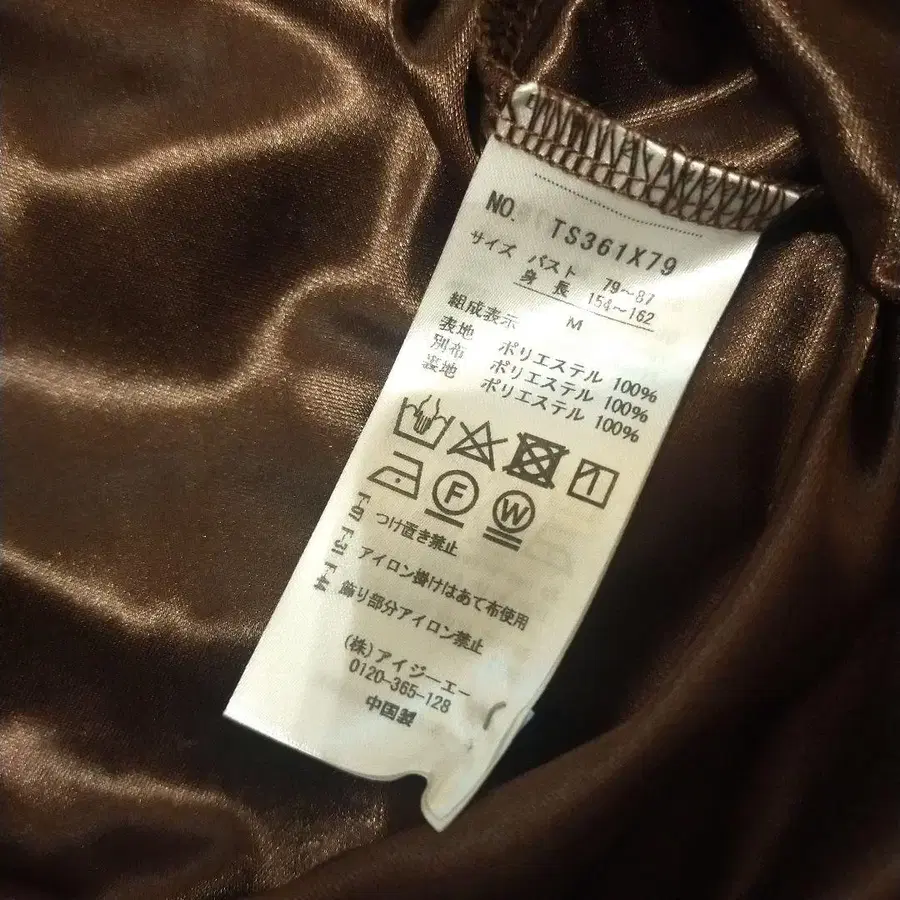 NO. TS361X79
サイズ バスト 79～87
身長 154～162
M
組成表示
表地 ポリエステル 100%
別布 ポリエステル 100%
裏地 ポリエステル 100%
F W
つけ置き禁止
アイロン掛けはあて布使用
飾り部分アイロン禁止
(株)アイジーエー
0120-365-128
中国製